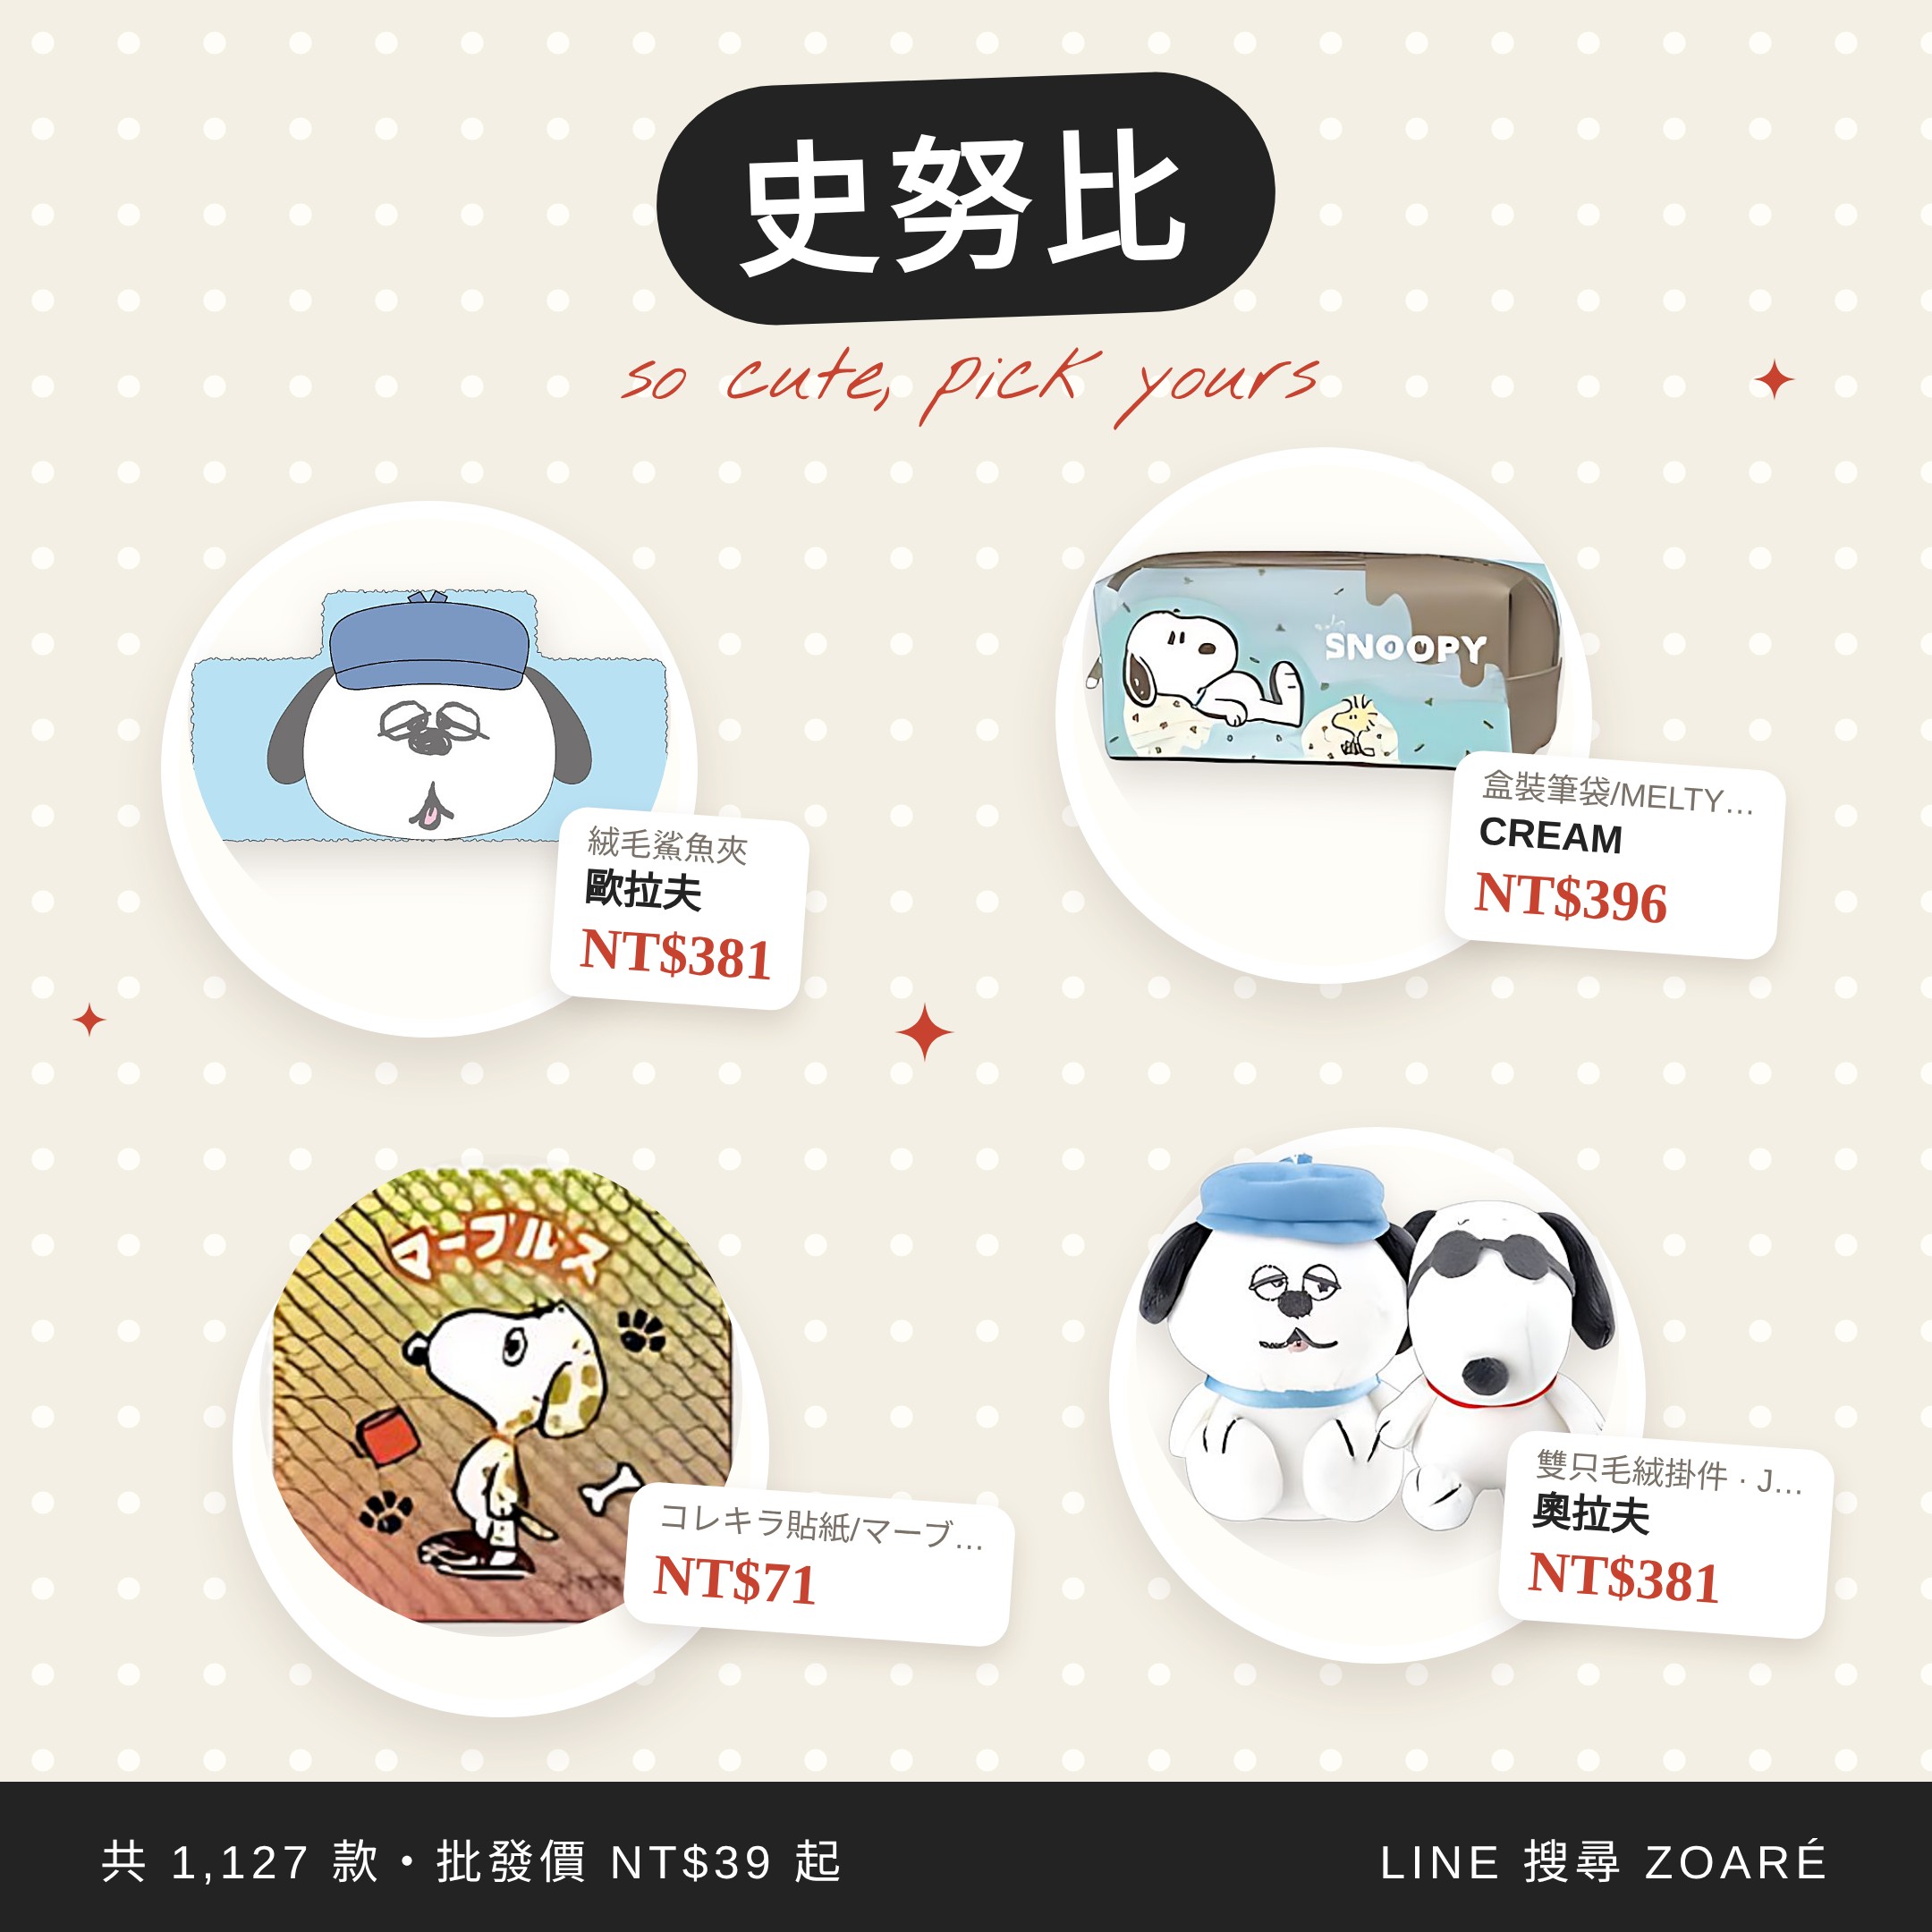 史努比
so cute, pick yours
絨毛鯊魚夾
歐拉夫
NT$381
SNOOPY
盒裝筆袋/MELTY…
CREAM
NT$396
マーブルス
コレキラ貼紙/マーブ…
NT$71
雙只毛絨掛件 · J…
奧拉夫
NT$381
共 1,127 款・批發價 NT$39 起
LINE 搜尋 ZOARÉ